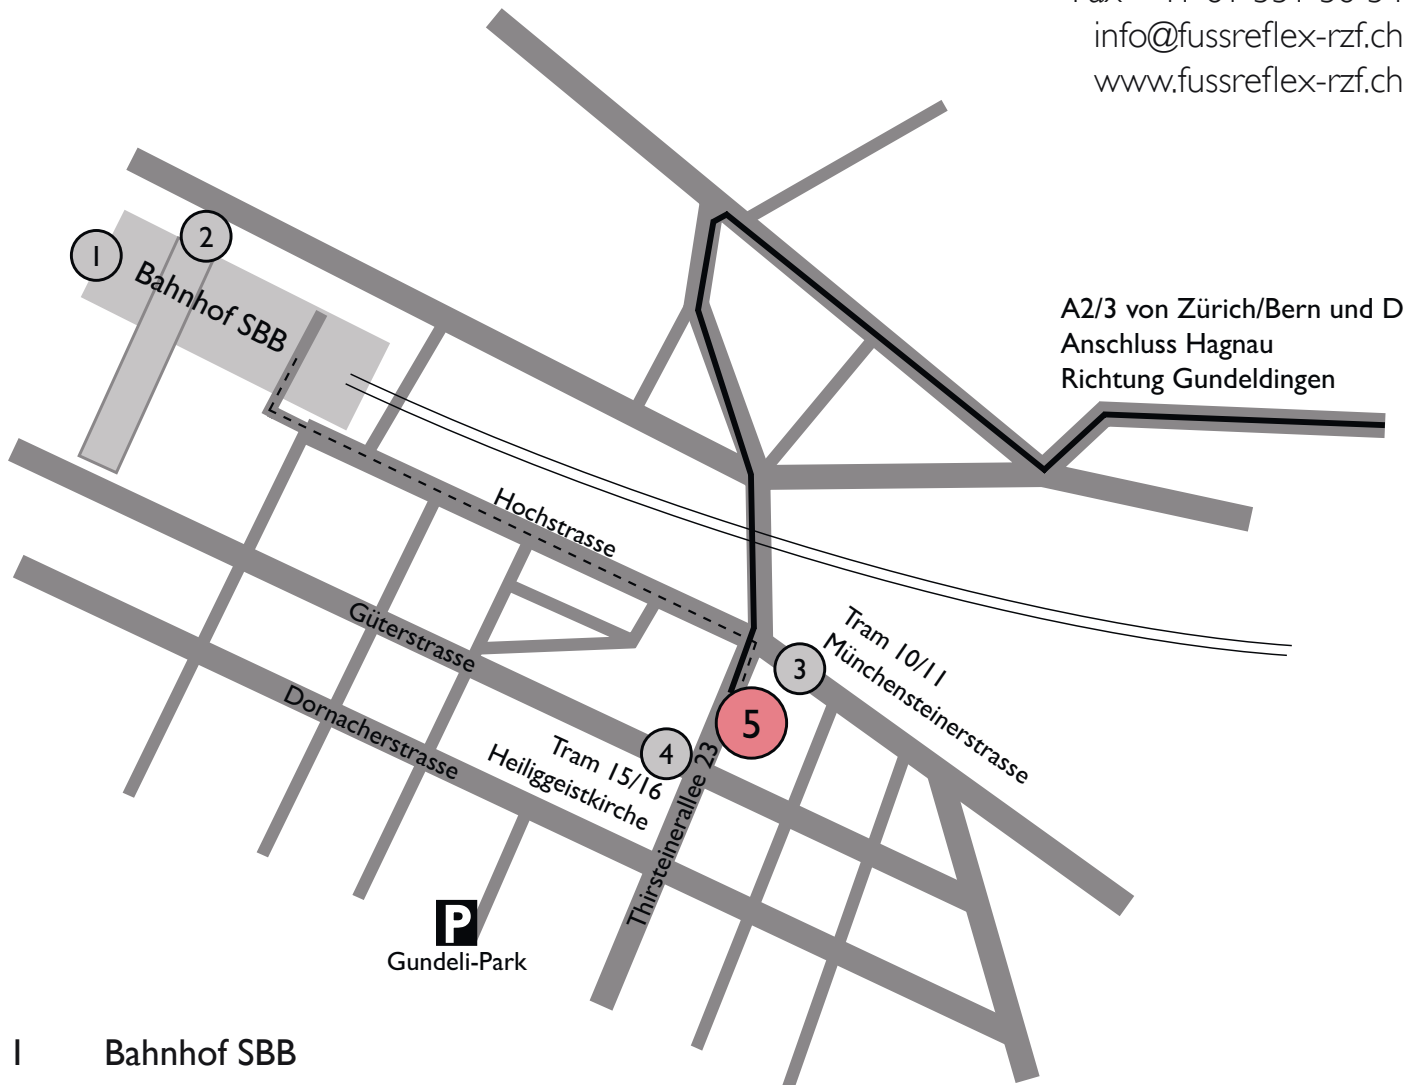 info@fussreflex-rzf.ch
www.fussreflex-rzf.ch
1
2
Bahnhof SBB
A2/3 von Zürich/Bern und D
Anschluss Hagnau
Richtung Gundeldingen
Hochstrasse
Güterstrasse
Dornacherstrasse
Tram 10/11
Münchensteinerstrasse
3
5
4
Tram 15/16
Heiliggeistkirche
Thirsteinerallee 23
P
Gundeli-Park
1 Bahnhof SBB